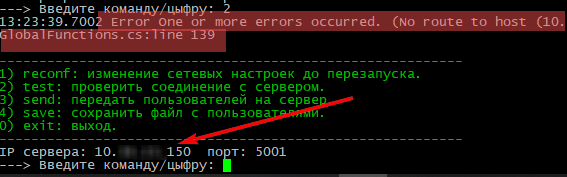 ---> Введите команду/цыфру: 2
13:23:39.7002 Error One or more errors occurred. (No route to host (10.
GlobalFunctions.cs:line 139
----------------------------------------------------------
1) reconf: изменение сетевых настроек до перезапуска.
2) test: проверить соединение с сервером.
3) send: передать пользователей на сервер
4) save: сохранить файл с пользователями.
0) exit: выход.
----------------------------------------------------------
IP сервера: 10. 150 порт: 5001
---> Введите команду/цыфру: